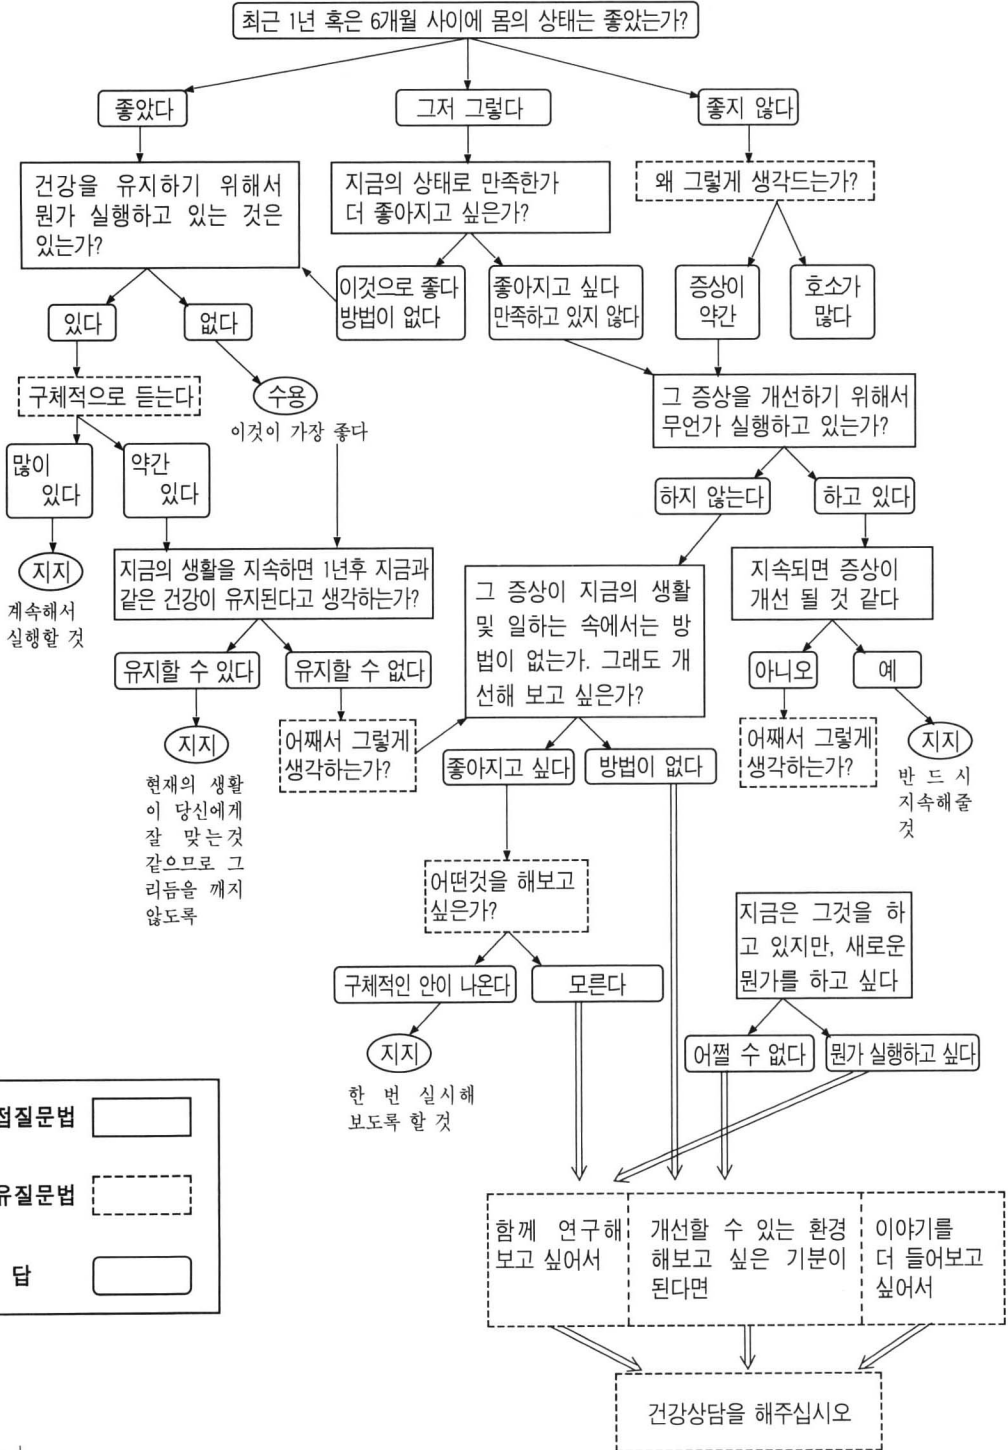 최근 1년 혹은 6개월 사이에 몸의 상태는 좋았는가?
좋았다
그저 그렇다
좋지 않다
건강을 유지하기 위해서
뭔가 실행하고 있는 것은
있는가?
지금의 상태로 만족한가
더 좋아지고 싶은가?
왜 그렇게 생각드는가?
이것으로 좋다
방법이 없다
좋아지고 싶다
만족하고 있지 않다
증상이
약간
호소가
많다
있다
없다
구체적으로 듣는다
수용
이것이 가장 좋다
그 증상을 개선하기 위해서
무언가 실행하고 있는가?
많이
있다
약간
있다
하지 않는다
하고 있다
지지
계속해서
실행할 것
지금의 생활을 지속하면 1년후 지금과
같은 건강이 유지된다고 생각하는가?
그 증상이 지금의 생활
및 일하는 속에서는 방
법이 없는가. 그래도 개
선해 보고 싶은가?
지속되면 증상이
개선 될 것 같다
유지할 수 있다
유지할 수 없다
아니오
예
지지
현재의 생활
이 당신에게
잘 맞는것
같으므로 그
리듬을 깨지
않도록
어째서 그렇게
생각하는가?
좋아지고 싶다
방법이 없다
어째서 그렇게
생각하는가?
지지
반 드 시
지속해줄
것
어떤것을 해보고
싶은가?
지금은 그것을 하
고 있지만, 새로운
뭔가를 하고 싶다
구체적인 안이 나온다
모른다
지지
한 번 실시해
보도록 할 것
어쩔 수 없다
뭔가 실행하고 싶다
점질문법
유질문법
답
함께 연구해
보고 싶어서
개선할 수 있는 환경
해보고 싶은 기분이
된다면
이야기를
더 들어보고
싶어서
건강상담을 해주십시오